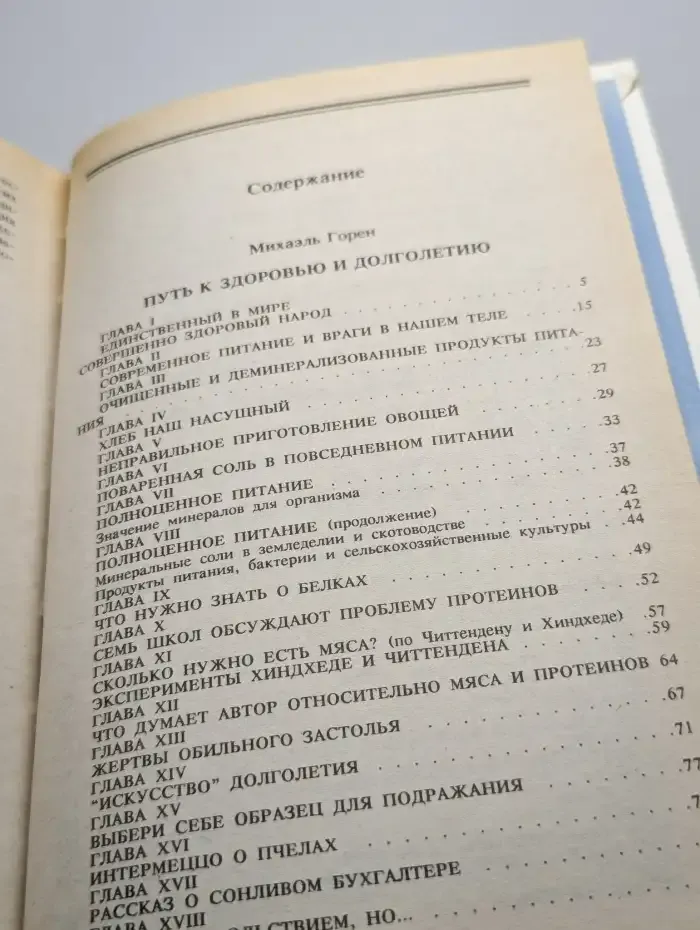 Содержание
Михаэль Горен
ПУТЬ К ЗДОРОВЬЮ И ДОЛГОЛЕТИЮ
ГЛАВА I
ЕДИНСТВЕННЫЙ В МИРЕ
СОВЕРШЕННО ЗДОРОВЫЙ НАРОД . . . 5
ГЛАВА II
СОВРЕМЕННОЕ ПИТАНИЕ И ВРАГИ В НАШЕМ ТЕЛЕ . . . 15
ГЛАВА III
ОЧИЩЕННЫЕ И ДЕМИНЕРАЛИЗОВАННЫЕ ПРОДУКТЫ ПИТА-
НИЯ . . . 23
ГЛАВА IV
ХЛЕБ НАШ НАСУЩНЫЙ . . . 27
ГЛАВА V
НЕПРАВИЛЬНОЕ ПРИГОТОВЛЕНИЕ ОВОЩЕЙ . . . 29
ГЛАВА VI
ПОВАРЕННАЯ СОЛЬ В ПОВСЕДНЕВНОМ ПИТАНИИ . . . 33
ГЛАВА VII
ПОЛНОЦЕННОЕ ПИТАНИЕ . . . 37
Значение минералов для организма . . . 38
ГЛАВА VIII
ПОЛНОЦЕННОЕ ПИТАНИЕ (продолжение) . . . 42
Минеральные соли в земледелии и скотоводстве . . . 42
Продукты питания, бактерии и сельскохозяйственные культуры . 44
ГЛАВА IX
ЧТО НУЖНО ЗНАТЬ О БЕЛКАХ . . . 49
ГЛАВА X
СЕМЬ ШКОЛ ОБСУЖДАЮТ ПРОБЛЕМУ ПРОТЕИНОВ . . . 52
ГЛАВА XI
СКОЛЬКО НУЖНО ЕСТЬ МЯСА? (по Читтендену и Хиндхеде) . 57
ЭКСПЕРИМЕНТЫ ХИНДХЕДЕ И ЧИТТЕНДЕНА . . . 59
ГЛАВА XII
ЧТО ДУМАЕТ АВТОР ОТНОСИТЕЛЬНО МЯСА И ПРОТЕИНОВ 64
ГЛАВА XIII
ЖЕРТВЫ ОБИЛЬНОГО ЗАСТОЛЬЯ . . . 67
ГЛАВА XIV
"ИСКУССТВО" ДОЛГОЛЕТИЯ . . . 71
ГЛАВА XV
ВЫБЕРИ СЕБЕ ОБРАЗЕЦ ДЛЯ ПОДРАЖАНИЯ . . . 77
ГЛАВА XVI
ИНТЕРМЕЦЦО О ПЧЕЛАХ
ГЛАВА XVII
РАССКАЗ О СОНЛИВОМ БУХГАЛТЕРЕ
ГЛАВА XVIII
НО...